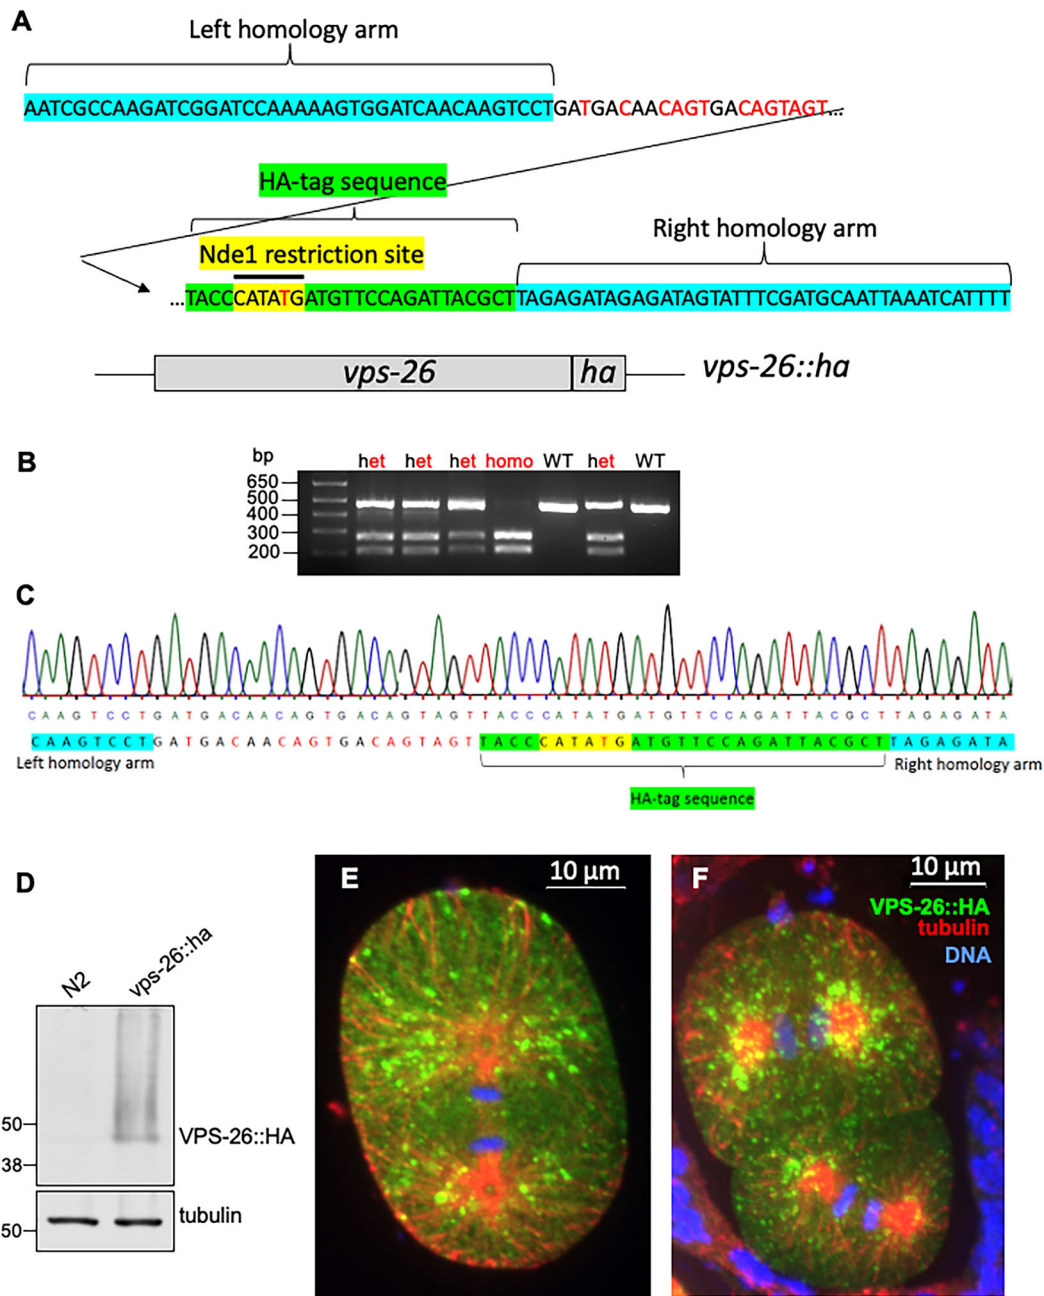 A
Left homology arm
AATCGCCAAGATCGGATCCAAAAAGTGGATCAACAAGTCCTGATGACAACAGTGACAGTAGT...
HA-tag sequence
Right homology arm
Nde1 restriction site
...TACCCATATGATGTTCCAGATTACGCTTAGAGATAGAGATAGTATTTCGATGCAATTAAATCATTTT
vps-26 ha vps-26::ha
B
bp het het het homo WT het WT
650
500
400
300
200
C
C A A G T C C T G A T G A C A A C A G T G A C A G T A G T T A C C C A T A T G A T G T T C C A G A T T A C G C T T A G A G A T A
C A A G T C C T G A T G A C A A C A G T G A C A G T A G T T A C C C A T A T G A T G T T C C A G A T T A C G C T T A G A G A T A
Left homology arm Right homology arm
HA-tag sequence
D
N2 vps-26::ha
50
VPS-26::HA
38
tubulin
50
E
10 µm
F
10 µm
VPS-26::HA
tubulin
DNA